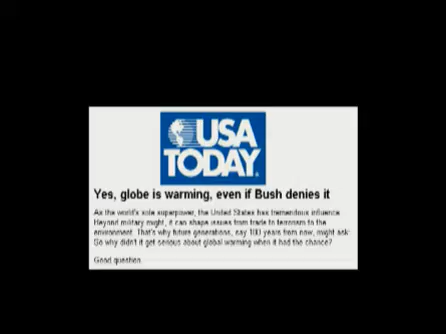 USA
TODAY
Yes, globe is warming, even if Bush denies it
As the world's sole superpower, the United States has tremendous influence.
Beyond military might, it can shape issues from trade to terrorism to the
environment. That's why future generations, say 100 years from now, might ask:
So why didn't it get serious about global warming when it had the chance?
Good question.